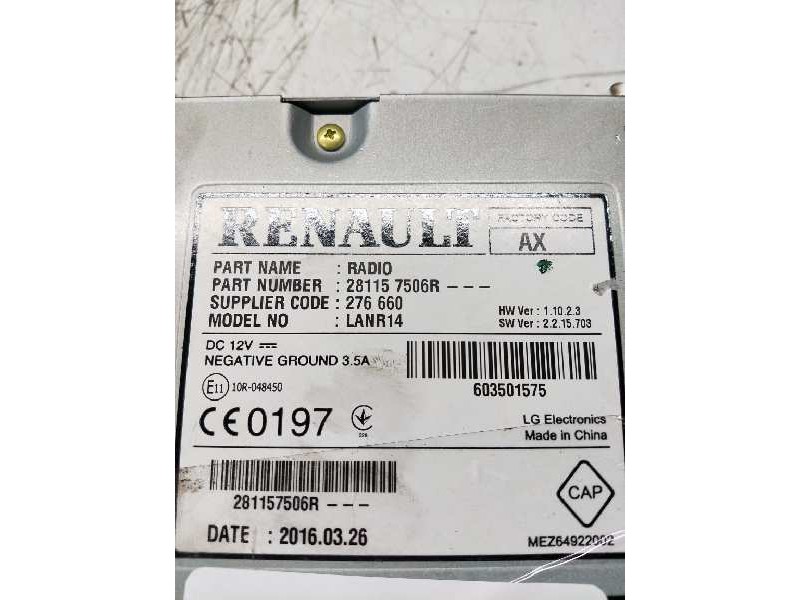 RENAULT
FACTORY CODE
AX
PART NAME : RADIO
PART NUMBER : 28115 7506R - - -
SUPPLIER CODE : 276 660
MODEL NO : LANR14
HW Ver : 1.10.2.3
SW Ver : 2.2.15.703
DC 12V
NEGATIVE GROUND 3.5A
603501575
E11 10R-048450
CE0197
LG Electronics
Made in China
281157506R - - -
CAP
DATE : 2016.03.26
MEZ64922002